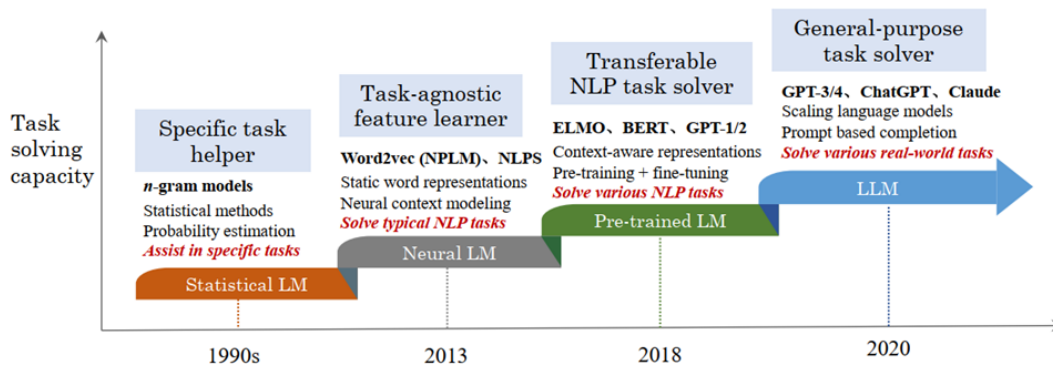 Task
solving
capacity
Specific task
helper
n-gram models
Statistical methods
Probability estimation
Assist in specific tasks
Statistical LM
1990s
Task-agnostic
feature learner
Word2vec (NPLM)、NLPS
Static word representations
Neural context modeling
Solve typical NLP tasks
Neural LM
2013
Transferable
NLP task solver
ELMO、BERT、GPT-1/2
Context-aware representations
Pre-training + fine-tuning
Solve various NLP tasks
Pre-trained LM
2018
General-purpose
task solver
GPT-3/4、ChatGPT、Claude
Scaling language models
Prompt based completion
Solve various real-world tasks
LLM
2020